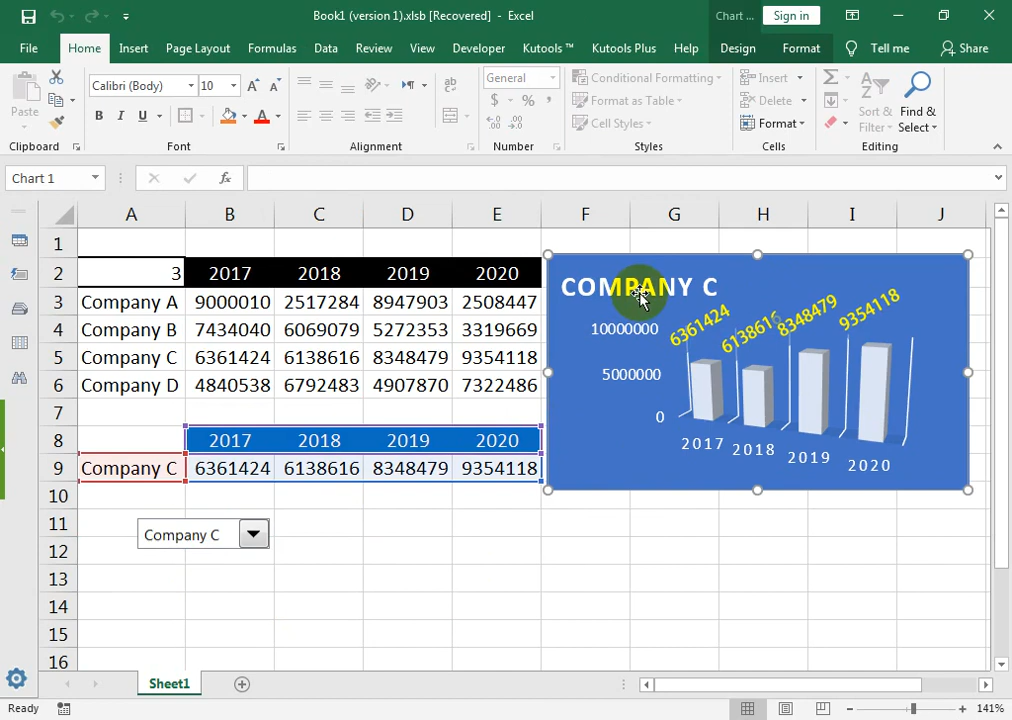 Book1 (version 1).xlsb [Recovered] - Excel
Chart ...
Sign in
File Home Insert Page Layout Formulas Data Review View Developer Kutools ™ Kutools Plus Help Design Format Tell me Share
Paste
Calibri (Body) 10
B I U
General
$ % ,
Conditional Formatting
Format as Table
Cell Styles
Insert
Delete
Format
Sort & Filter
Find & Select
Clipboard Font Alignment Number Styles Cells Editing
Chart 1 fx
A B C D E F G H I J
1
2 3 2017 2018 2019 2020
3 Company A 9000010 2517284 8947903 2508447
4 Company B 7434040 6069079 5272353 3319669
5 Company C 6361424 6138616 8348479 9354118
6 Company D 4840538 6792483 4907870 7322486
7
8 2017 2018 2019 2020
9 Company C 6361424 6138616 8348479 9354118
10
11
12
13
14
15
16
Company C
COMPANY C
6361424 6138616 8348479 9354118
10000000
5000000
0
2017 2018 2019 2020
Sheet1
Ready
141%